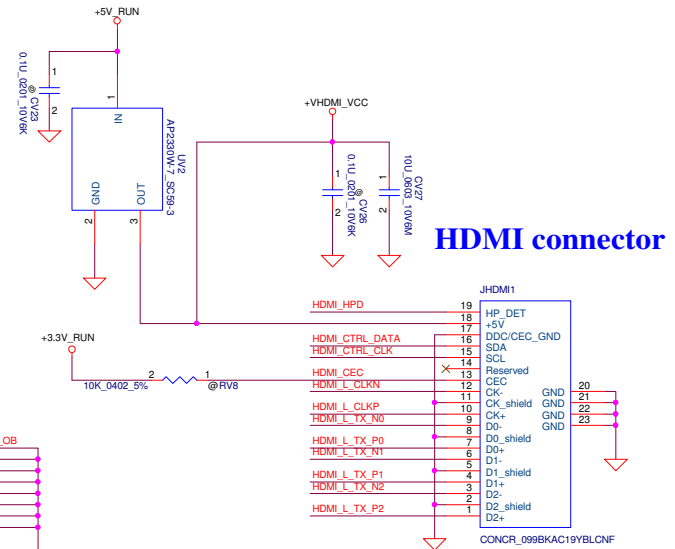 +5V_RUN
1
2
@ CV23
0.1U_0201_10V6K
1
IN
GND
OUT
2
3
UV2
AP2330W-7_SC59-3
+VHDMI_VCC
1
2
@ CV26
0.1U_0201_10V6K
1
2
CV27
10U_0603_10V6M
HDMI connector
JHDMI1
HDMI_HPD
19
HP_DET
18
+5V
17
DDC/CEC_GND
HDMI_CTRL_DATA
16
SDA
HDMI_CTRL_CLK
15
SCL
14
Reserved
+3.3V_RUN
2
1
10K_0402_5%
@RV8
HDMI_CEC
13
CEC
HDMI_L_CLKN
12
CK-
11
CK_shield
HDMI_L_CLKP
10
CK+
HDMI_L_TX_N0
9
D0-
8
D0_shield
HDMI_L_TX_P0
7
D0+
HDMI_L_TX_N1
6
D1-
5
D1_shield
HDMI_L_TX_P1
4
D1+
HDMI_L_TX_N2
3
D2-
2
D2_shield
HDMI_L_TX_P2
1
D2+
GND 20
GND 21
GND 22
GND 23
CONCR_099BKAC19YBLCNF
_OB